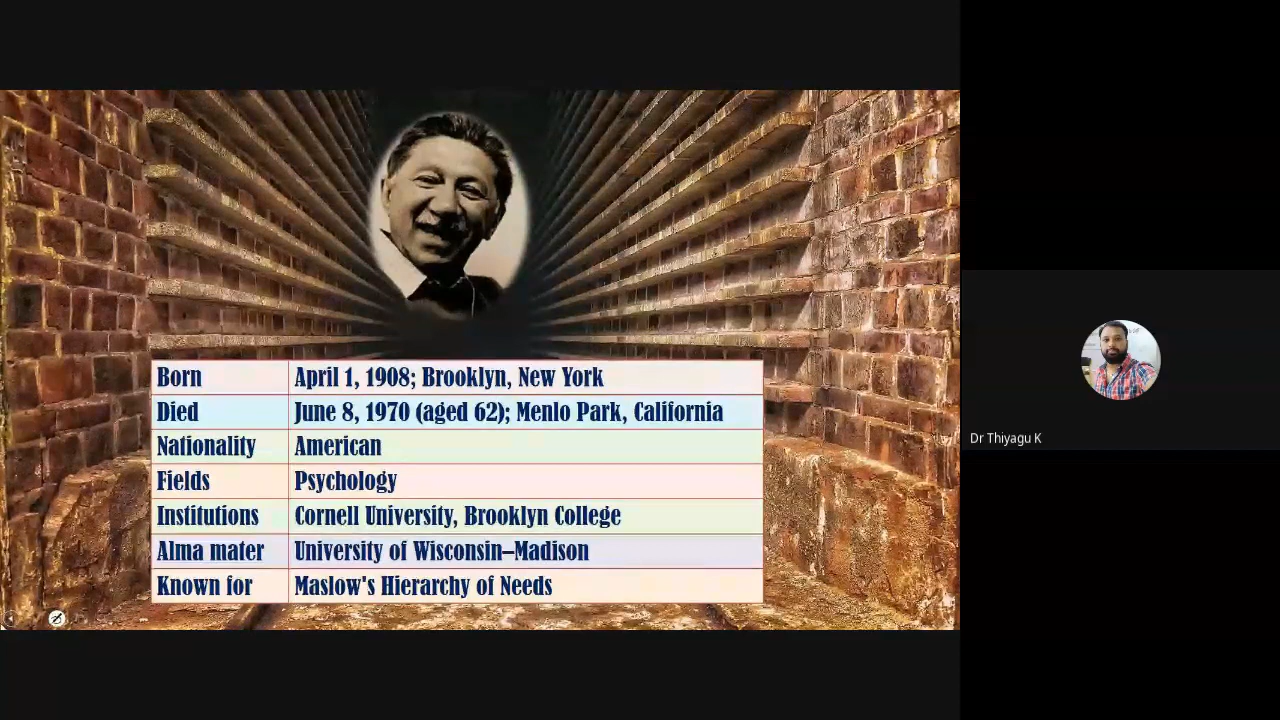 Born April 1, 1908; Brooklyn, New York
Died June 8, 1970 (aged 62); Menlo Park, California
Nationality American
Fields Psychology
Institutions Cornell University, Brooklyn College
Alma mater University of Wisconsin–Madison
Known for Maslow's Hierarchy of Needs
Dr Thiyagu K